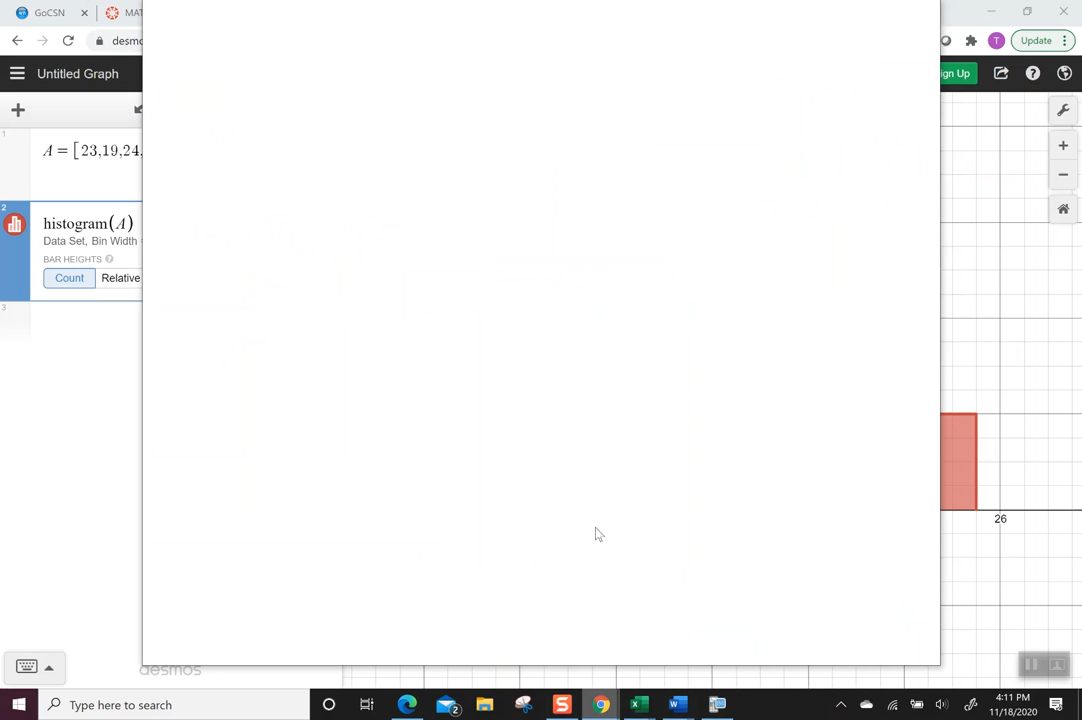 GoCSN
MAT
desmo
Update
Untitled Graph
ign Up
1
A = [ 23,19,24,
2
histogram(A)
Data Set, Bin Width
BAR HEIGHTS ?
Count
Relative
3
26
desmos
Type here to search
2
4:11 PM
11/18/2020